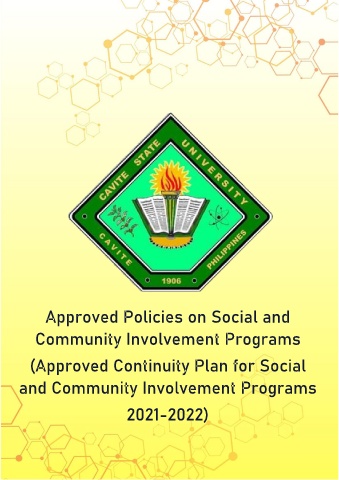 CAVITE STATE UNIVERSITY
CAVITE PHILIPPINES
1906
Approved Policies on Social and
Community Involvement Programs
(Approved Continuity Plan for Social
and Community Involvement Programs
2021-2022)